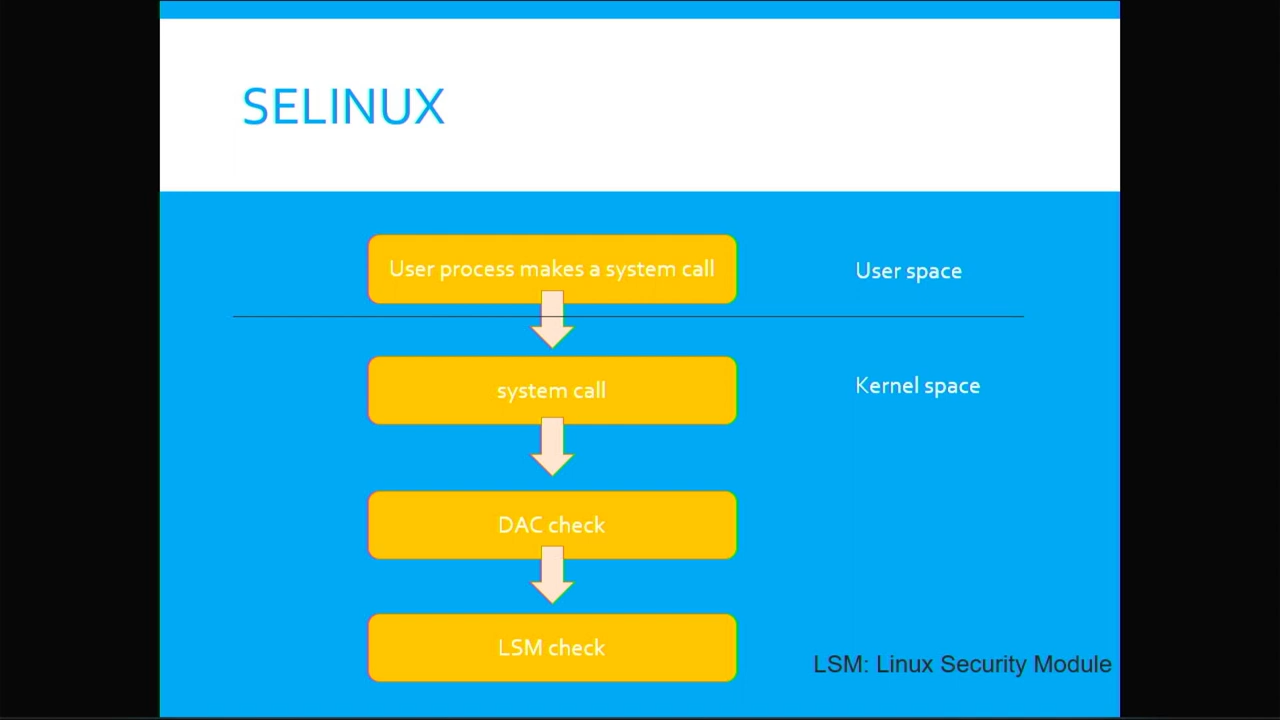 SELINUX
User process makes a system call
User space
system call
Kernel space
DAC check
LSM check
LSM: Linux Security Module